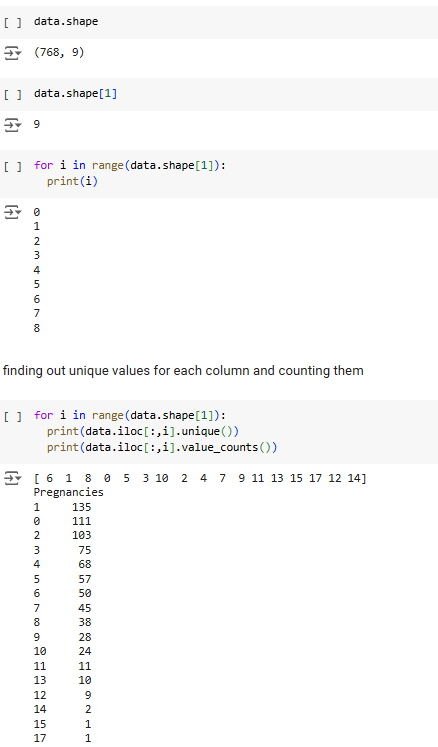 [ ] data.shape
(768, 9)
[ ] data.shape[1]
9
[ ] for i in range(data.shape[1]):
print(i)
0
1
2
3
4
5
6
7
8
finding out unique values for each column and counting them
[ ] for i in range(data.shape[1]):
print(data.iloc[:,i].unique())
print(data.iloc[:,i].value_counts())
[ 6 1 8 0 5 3 10 2 4 7 9 11 13 15 17 12 14]
Pregnancies
1 135
0 111
2 103
3 75
4 68
5 57
6 50
7 45
8 38
9 28
10 24
11 11
13 10
12 9
14 2
15 1
17 1